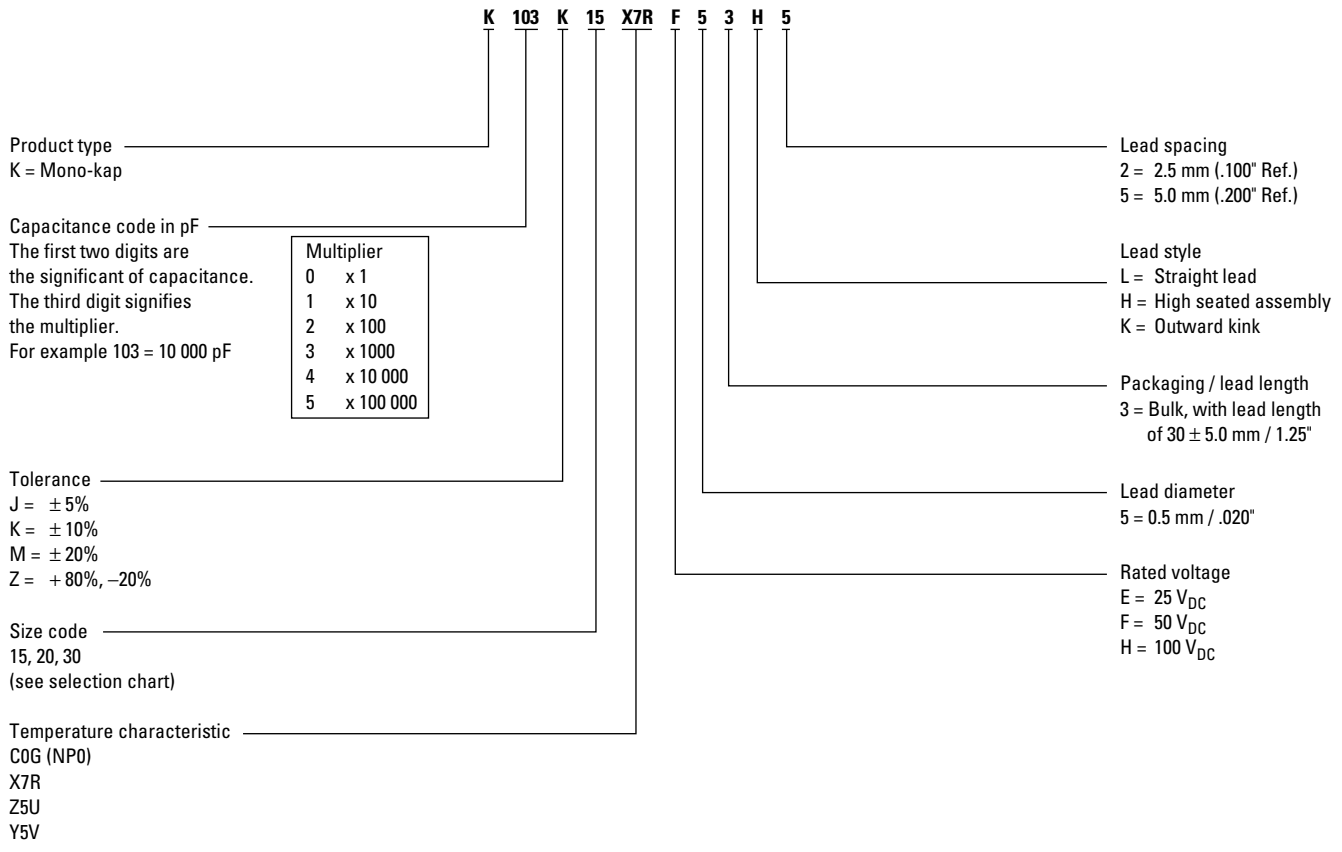 K 103 K 15 X7R F 5 3 H 5
Product type
K = Mono-kap
Capacitance code in pF
The first two digits are
the significant of capacitance.
The third digit signifies
the multiplier.
For example 103 = 10 000 pF
Multiplier
0 x 1
1 x 10
2 x 100
3 x 1000
4 x 10 000
5 x 100 000
Tolerance
J = ± 5%
K = ± 10%
M = ± 20%
Z = + 80%, −20%
Size code
15, 20, 30
(see selection chart)
Temperature characteristic
C0G (NP0)
X7R
Z5U
Y5V
Lead spacing
2 = 2.5 mm (.100" Ref.)
5 = 5.0 mm (.200" Ref.)
Lead style
L = Straight lead
H = High seated assembly
K = Outward kink
Packaging / lead length
3 = Bulk, with lead length
of 30 ± 5.0 mm / 1.25"
Lead diameter
5 = 0.5 mm / .020"
Rated voltage
E = 25 VDC
F = 50 VDC
H = 100 VDC